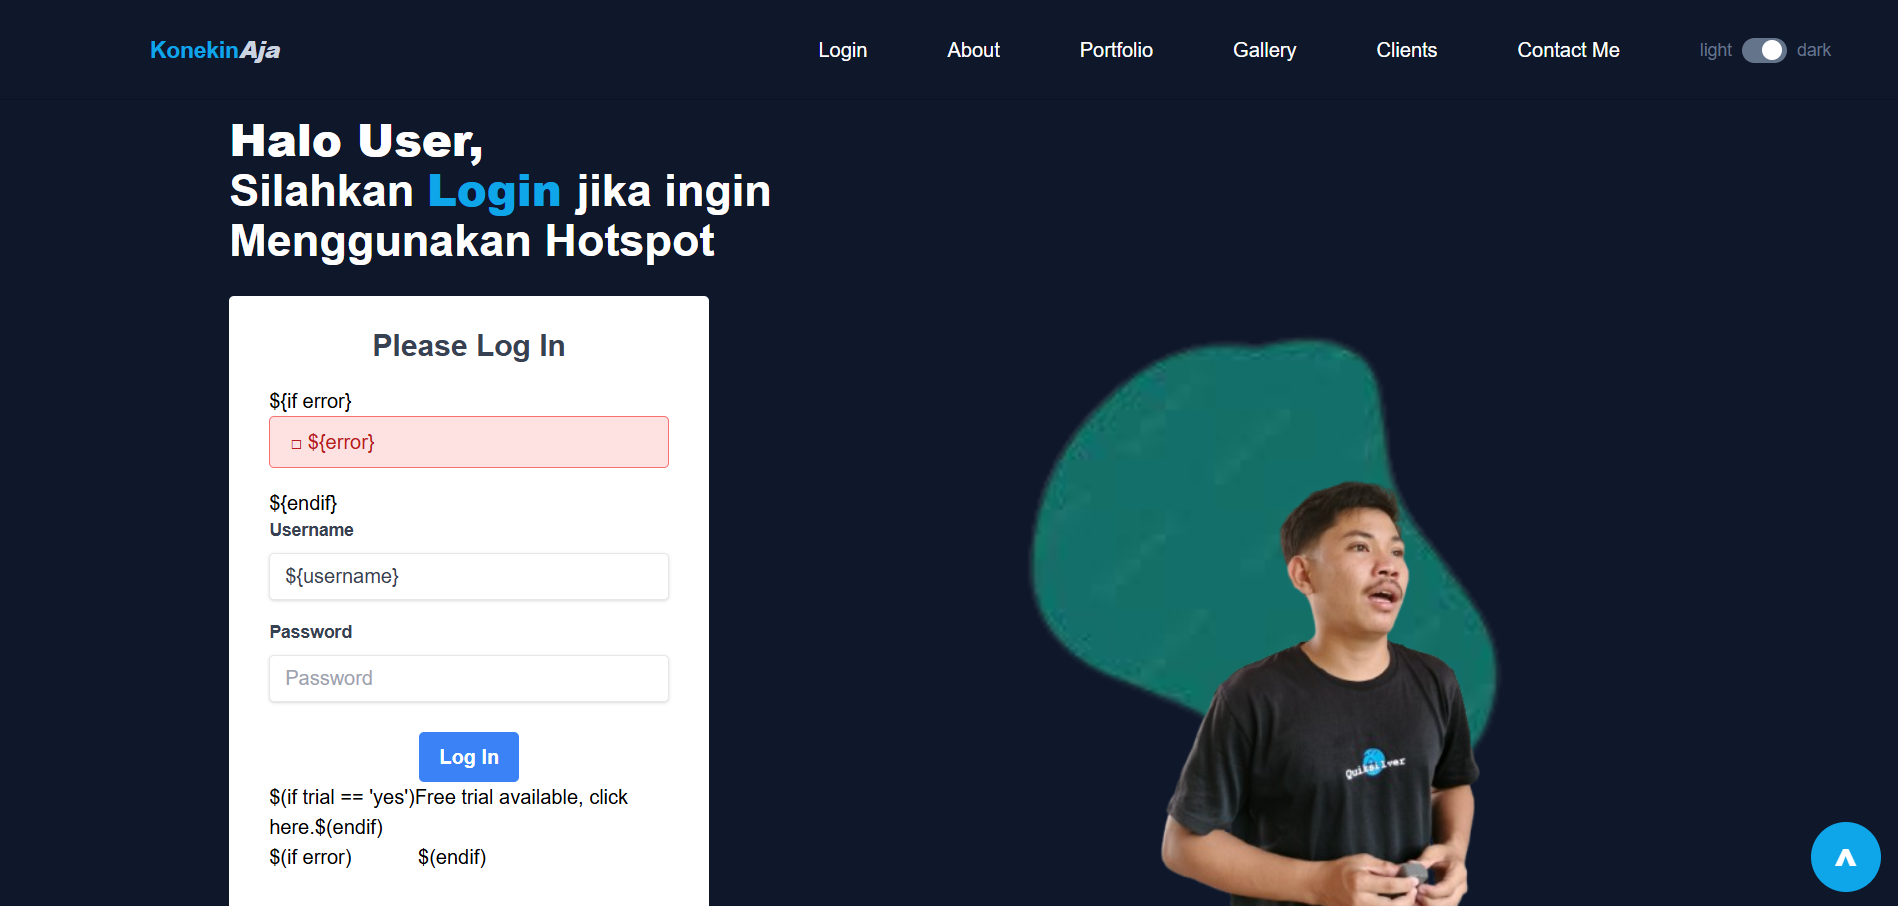 KonekinAja
Login
About
Portfolio
Gallery
Clients
Contact Me
light
dark
Halo User,
Silahkan Login jika ingin
Menggunakan Hotspot
Please Log In
${if error}
${error}
${endif}
Username
${username}
Password
Password
Log In
$(if trial == 'yes')Free trial available, click
here.$(endif)
$(if error) $(endif)
Quiksilver